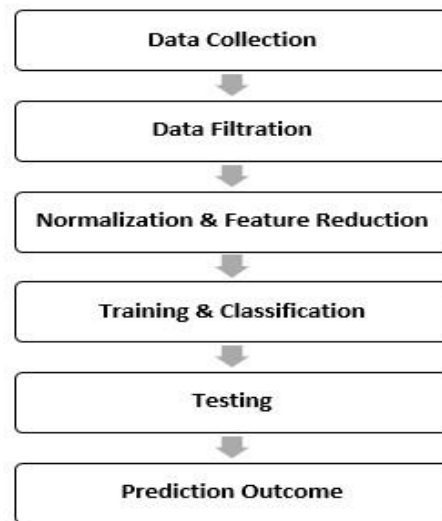 Data Collection
Data Filtration
Normalization & Feature Reduction
Training & Classification
Testing
Prediction Outcome